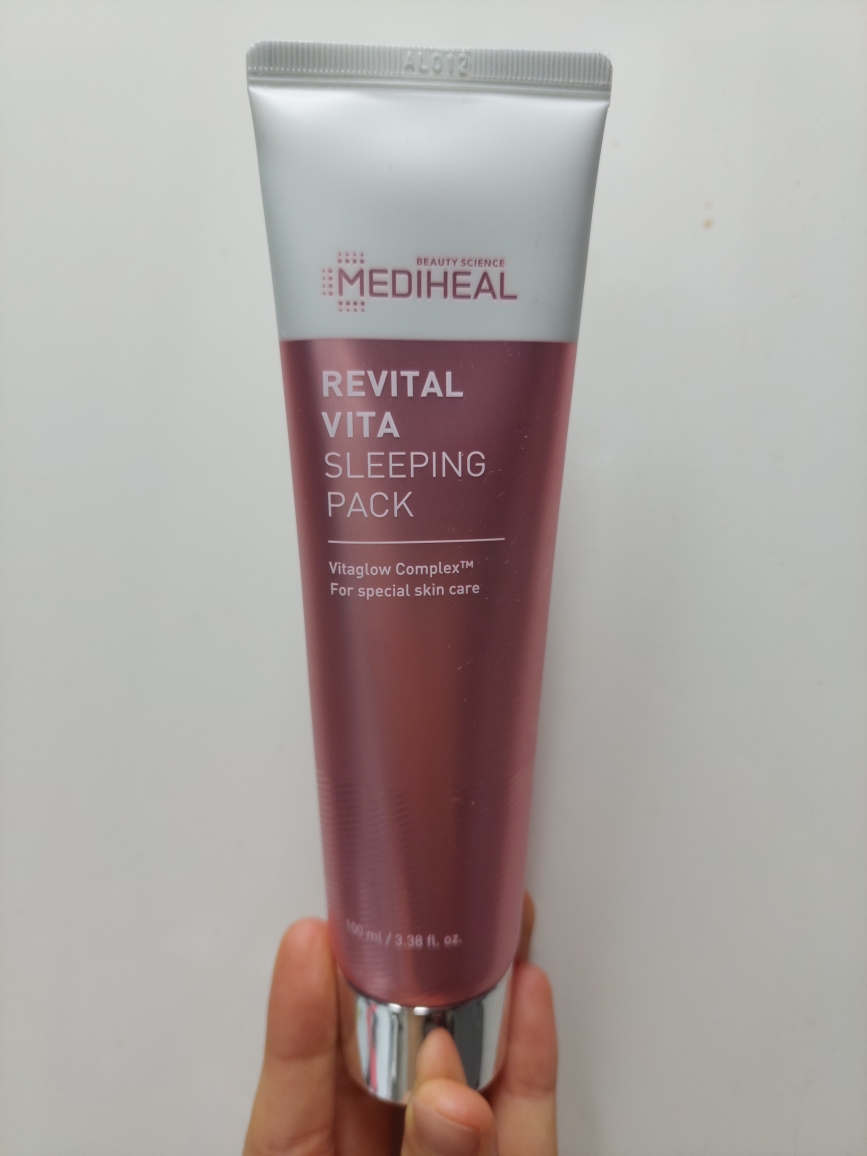 AL012
BEAUTY SCIENCE
MEDIHEAL
REVITAL
VITA
SLEEPING
PACK
Vitaglow Complex™
For special skin care
100 ml / 3.38 fl. oz.